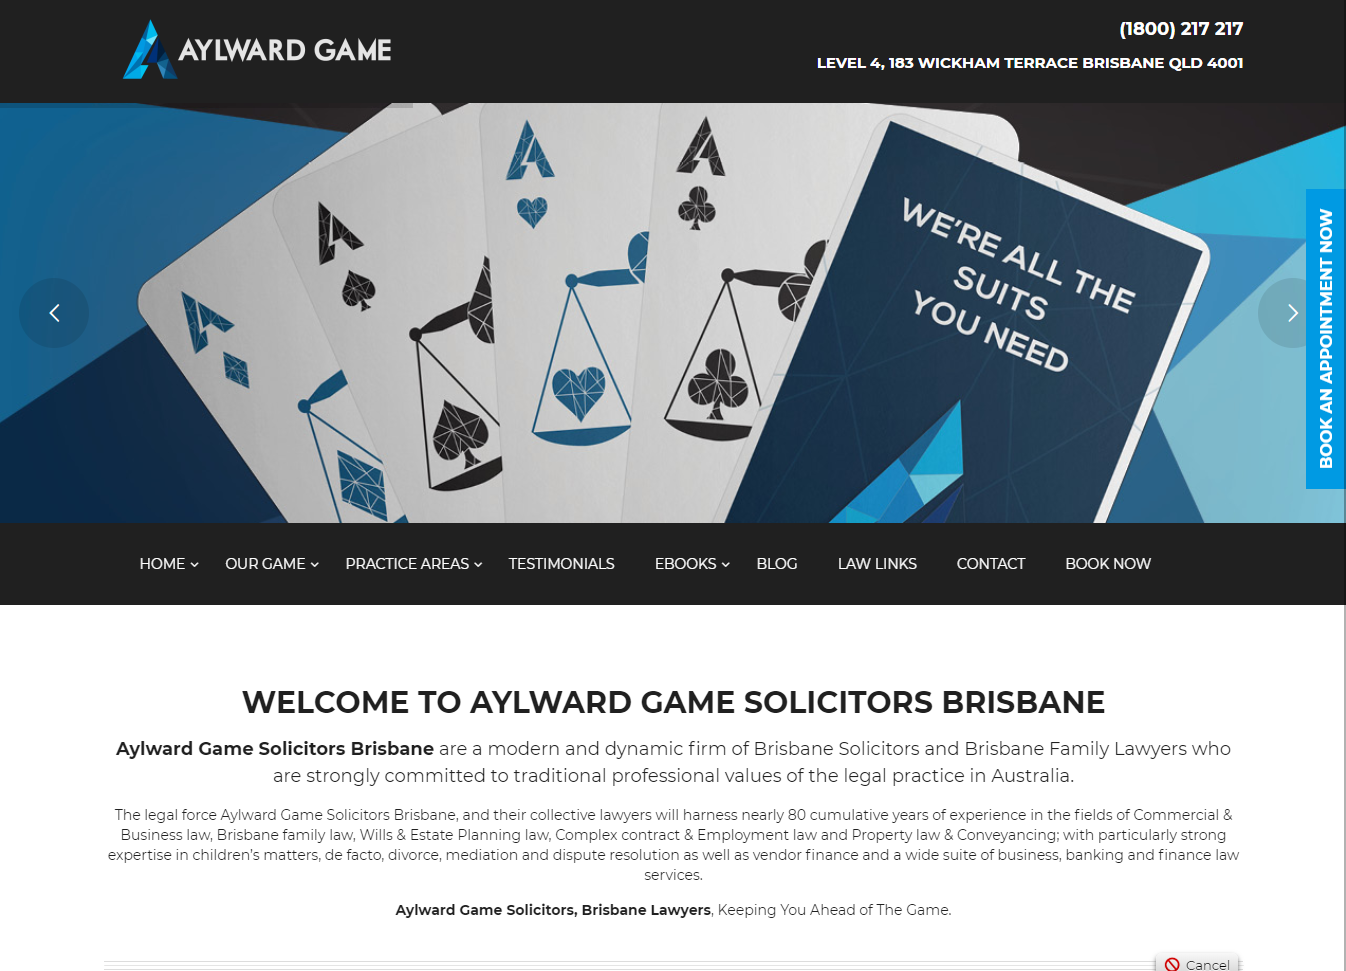 AYLWARD GAME
(1800) 217 217
LEVEL 4, 183 WICKHAM TERRACE BRISBANE QLD 4001
A
A
A
A
WE'RE ALL THE
SUITS
YOU NEED
BOOK AN APPOINTMENT NOW
HOME
OUR GAME
PRACTICE AREAS
TESTIMONIALS
EBOOKS
BLOG
LAW LINKS
CONTACT
BOOK NOW
WELCOME TO AYLWARD GAME SOLICITORS BRISBANE
Aylward Game Solicitors Brisbane are a modern and dynamic firm of Brisbane Solicitors and Brisbane Family Lawyers who
are strongly committed to traditional professional values of the legal practice in Australia.
The legal force Aylward Game Solicitors Brisbane, and their collective lawyers will harness nearly 80 cumulative years of experience in the fields of Commercial &
Business law, Brisbane family law, Wills & Estate Planning law, Complex contract & Employment law and Property law & Conveyancing; with particularly strong
expertise in children's matters, de facto, divorce, mediation and dispute resolution as well as vendor finance and a wide suite of business, banking and finance law
services.
Aylward Game Solicitors, Brisbane Lawyers, Keeping You Ahead of The Game.
Cancel